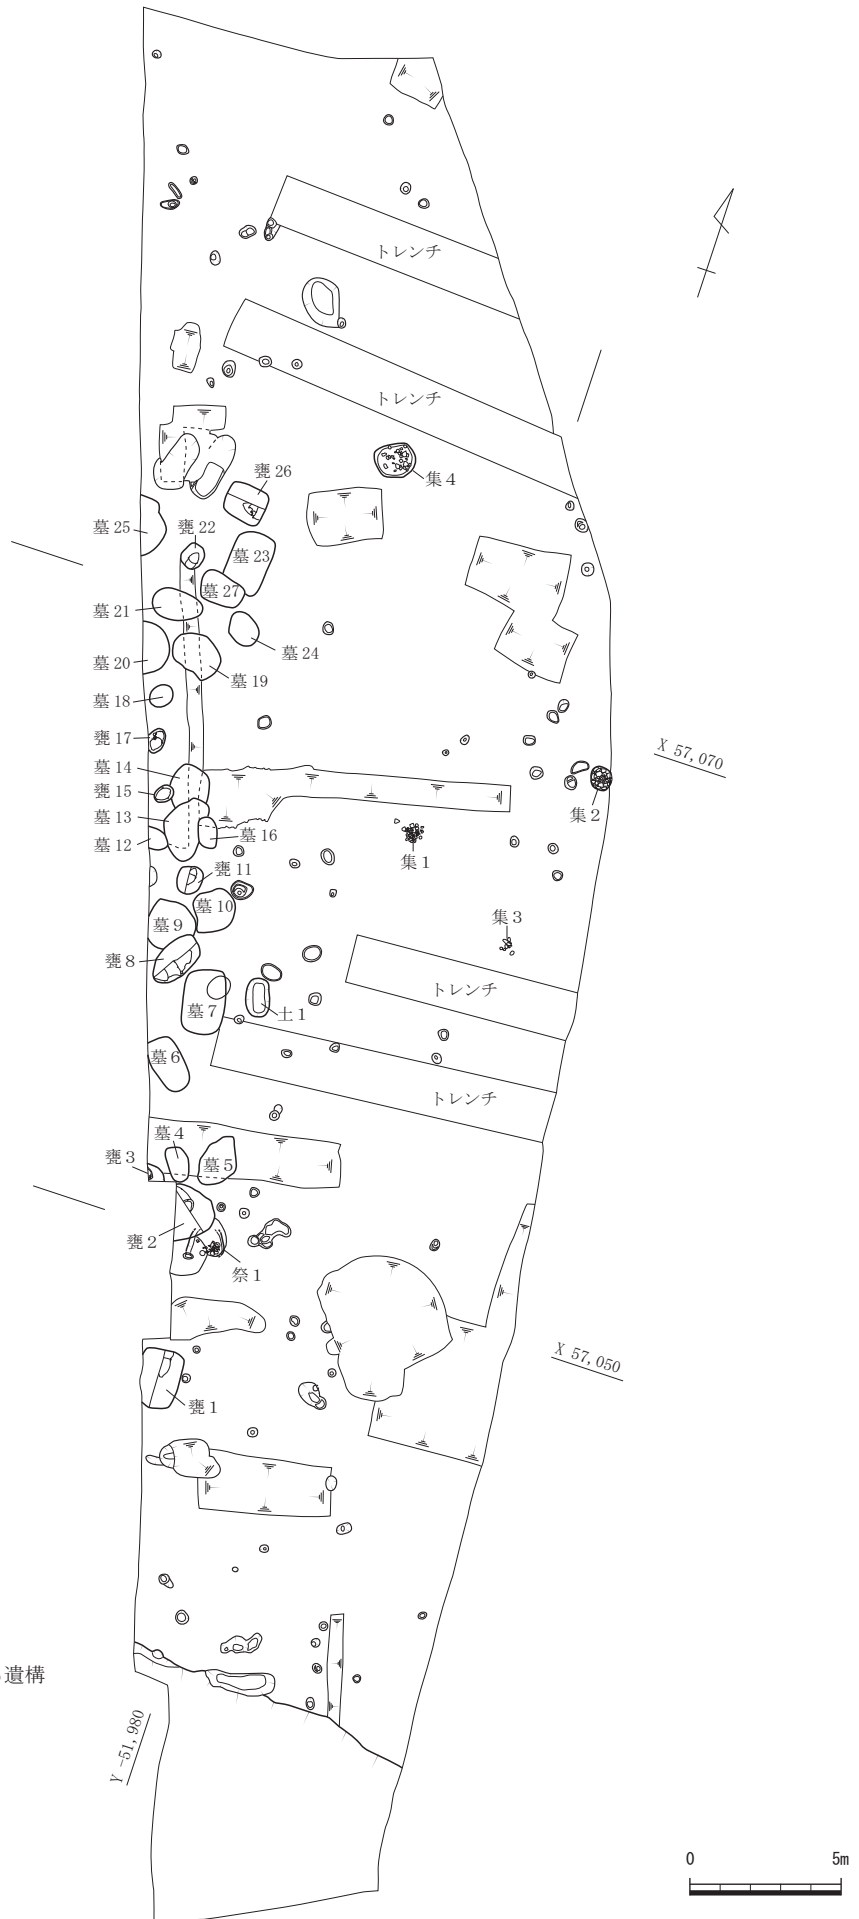 トレンチ
トレンチ
集４
甕 26
墓 25
甕 22
墓 23
墓 27
墓 21
墓 24
墓 20
墓 19
墓 18
甕 17
X 57,070
墓 14
甕 15
墓 13
墓 16
墓 12
集２
集１
甕 11
墓 10
墓９
集３
甕８
トレンチ
墓７
土１
墓６
トレンチ
墓４
甕３
墓５
甕２
祭１
X 57,050
甕１
遺構
Y -51,980
0 5m